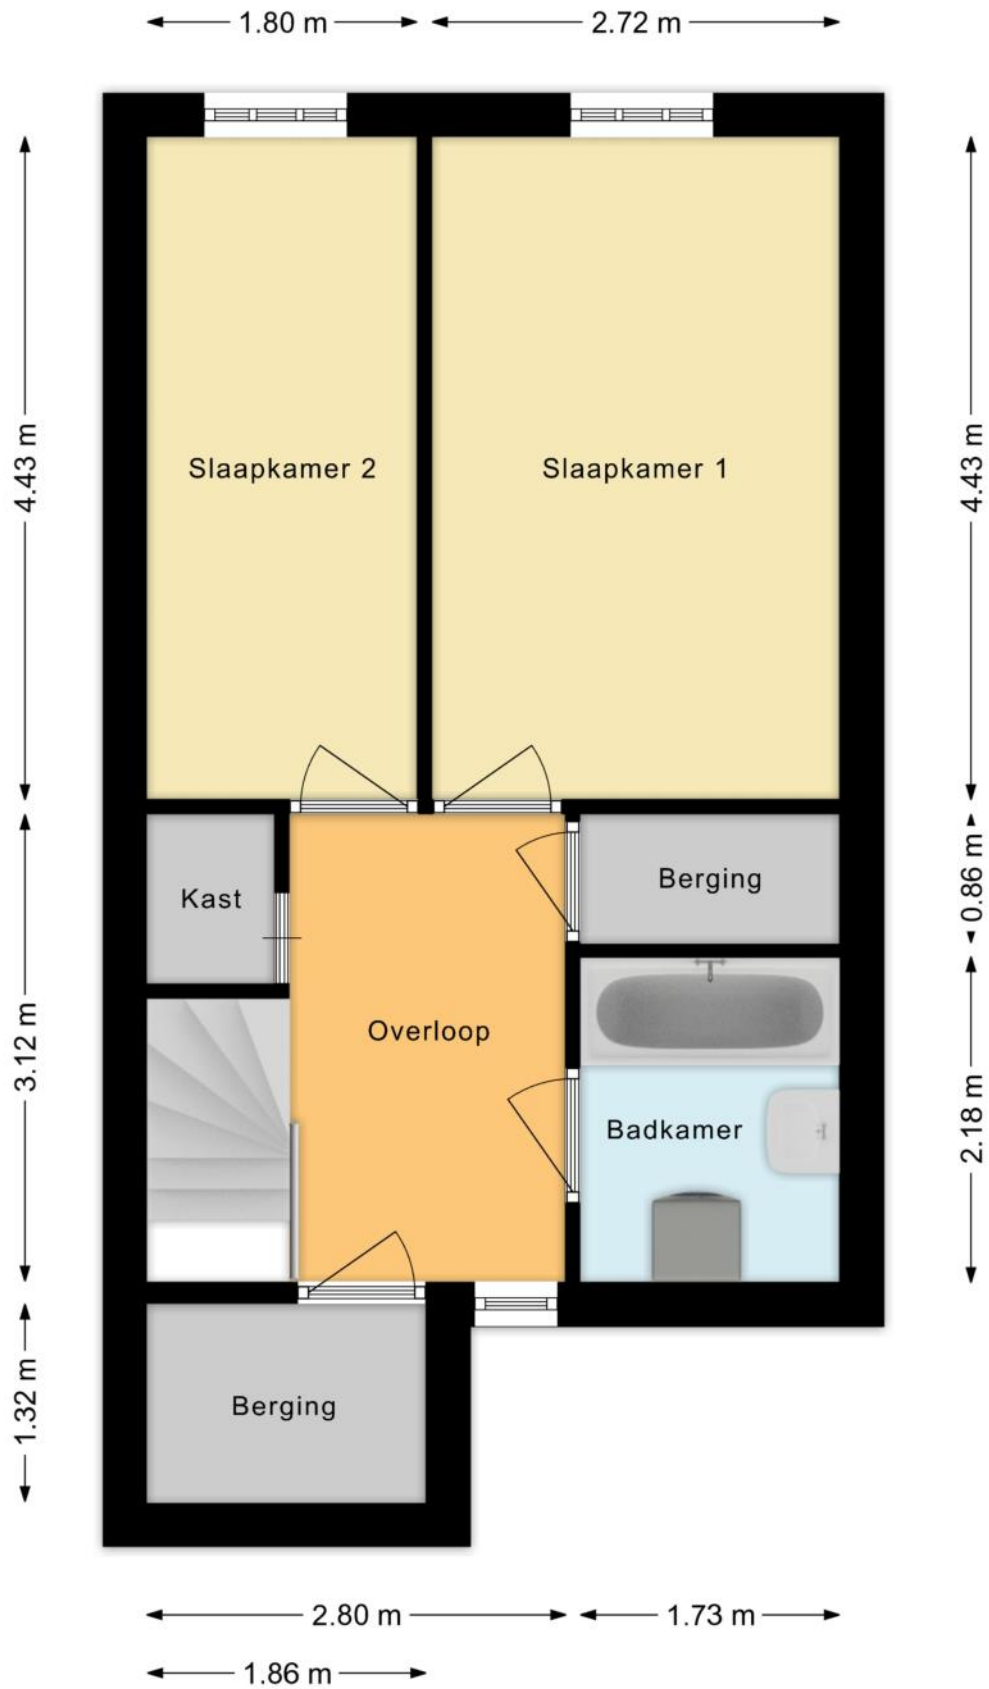 1.80 m
2.72 m
4.43 m
4.43 m
Slaapkamer 2
Slaapkamer 1
Kast
Berging
0.86 m
Overloop
3.12 m
Badkamer
2.18 m
Berging
1.32 m
2.80 m
1.73 m
1.86 m